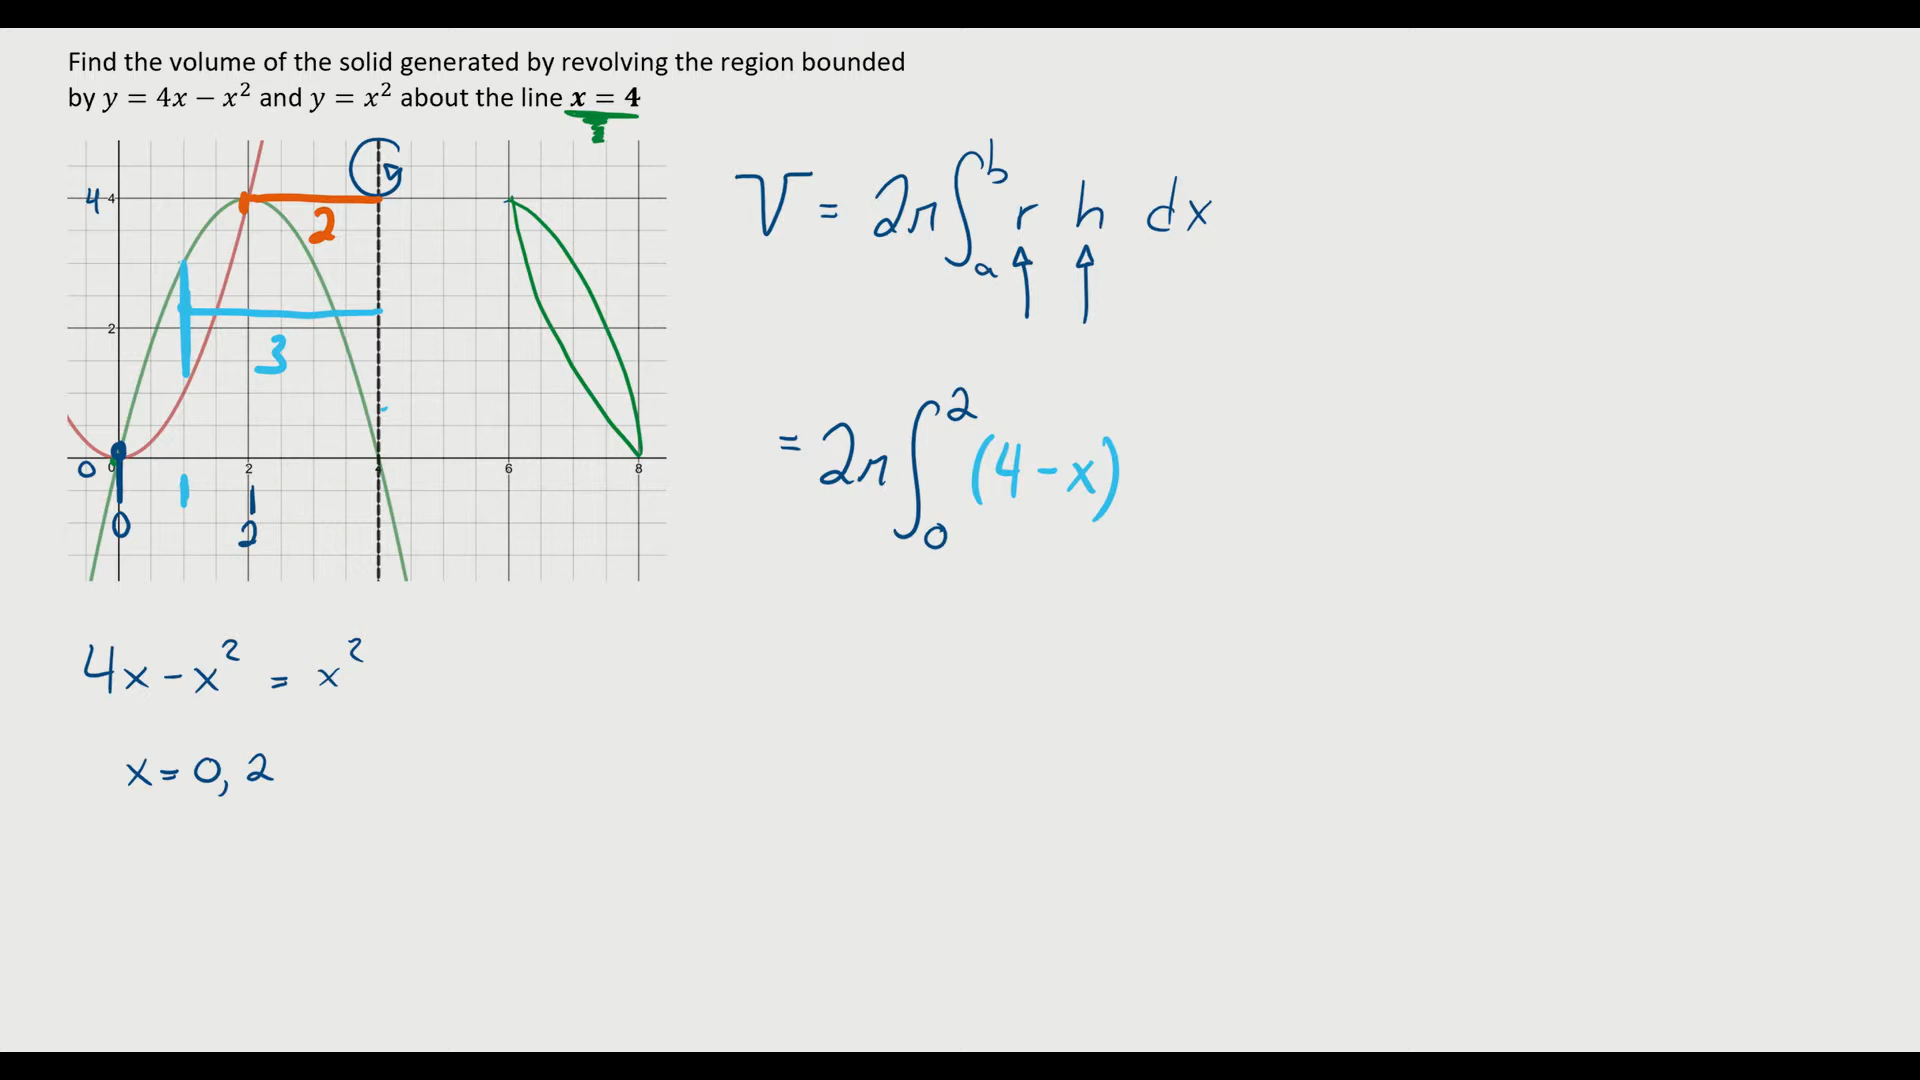 Find the volume of the solid generated by revolving the region bounded
by y = 4x − x² and y = x² about the line x = 4
4 4
2
3
2
0 0 2 4 6 8
0 1 2
4x − x² = x²
x = 0, 2
V = 2π ∫ₐᵇ r h dx
= 2π ∫₀² (4 − x)